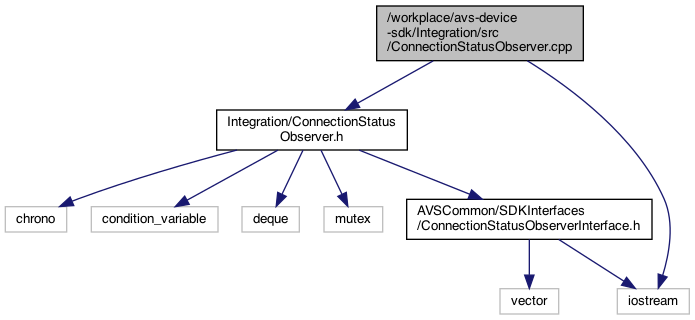 /workplace/avs-device
-sdk/Integration/src
/ConnectionStatusObserver.cpp
Integration/ConnectionStatus
Observer.h
chrono
condition_variable
deque
mutex
AVSCommon/SDKInterfaces
/ConnectionStatusObserverInterface.h
vector
iostream